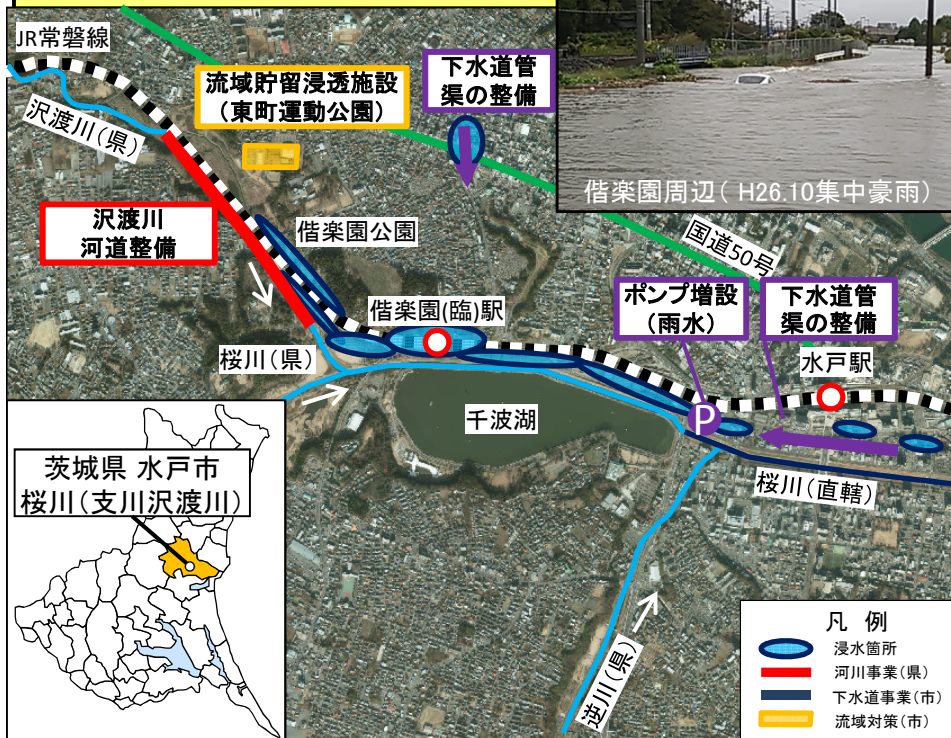 JR常磐線
沢渡川(県)
流域貯留浸透施設
(東町運動公園)
下水道管
渠の整備
偕楽園周辺( H26.10集中豪雨)
沢渡川
河道整備
偕楽園公園
国道50号
偕楽園(臨)駅
ポンプ増設
(雨水)
下水道管
渠の整備
桜川(県)
水戸駅
千波湖
P
桜川(直轄)
茨城県 水戸市
桜川(支川沢渡川)
逆川(県)
凡 例
浸水箇所
河川事業(県)
下水道事業(市)
流域対策(市)